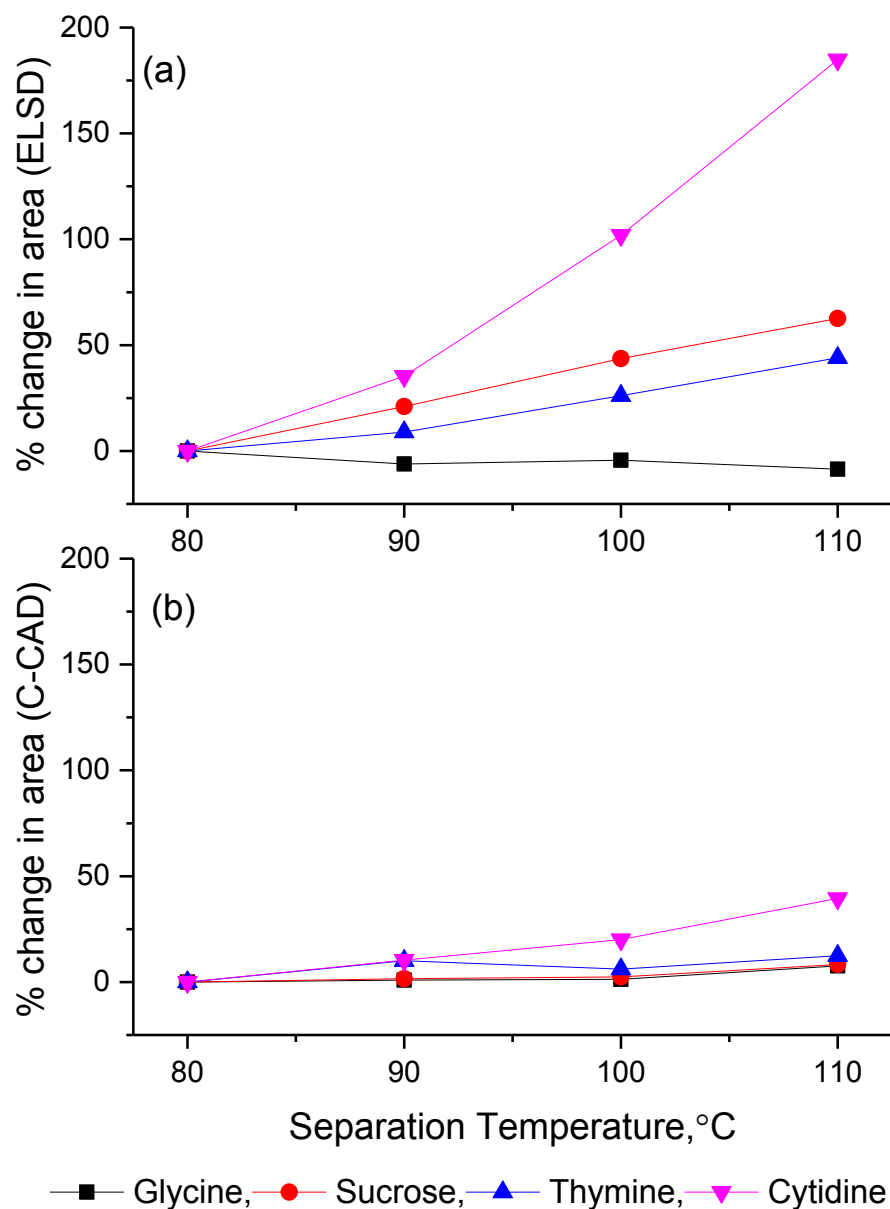 200
(a)
150
100
50
0
% change in area (ELSD)
80 90 100 110
200
(b)
150
100
50
0
% change in area (C-CAD)
80 90 100 110
Separation Temperature,°C
Glycine, Sucrose, Thymine, Cytidine